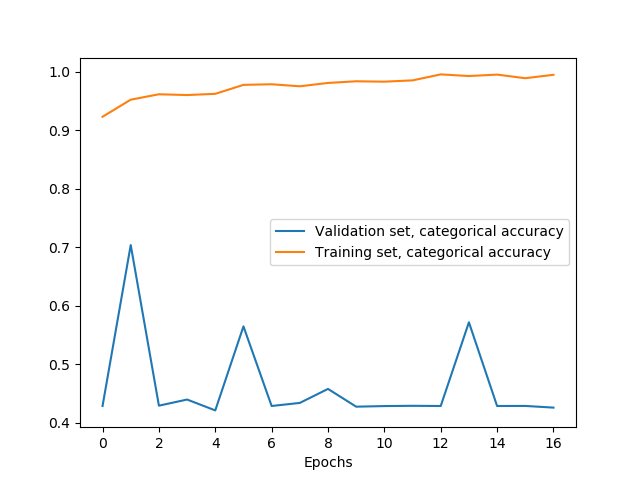 1.0
0.9
0.8
0.7
0.6
0.5
0.4
Validation set, categorical accuracy
Training set, categorical accuracy
0 2 4 6 8 10 12 14 16
Epochs